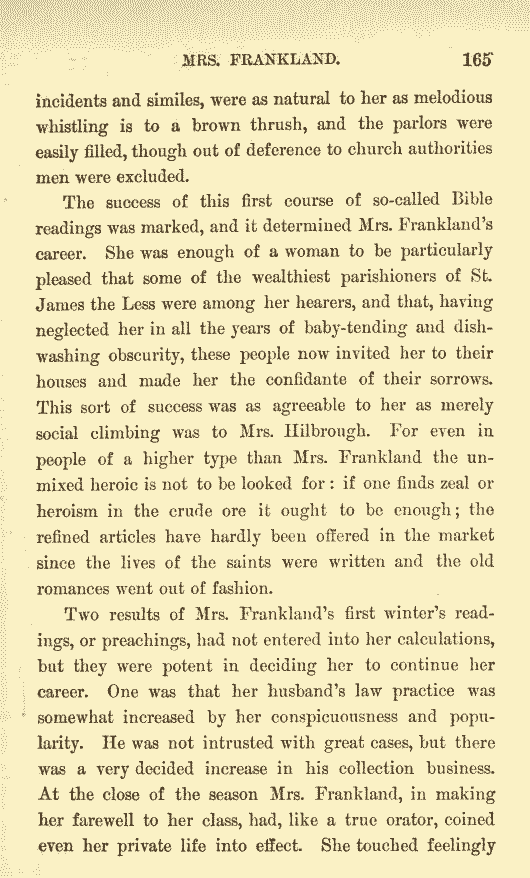 MRS. FRANKLAND. 165
incidents and similes, were as natural to her as melodious
whistling is to a brown thrush, and the parlors were
easily filled, though out of deference to church authorities
men were excluded.
The success of this first course of so-called Bible
readings was marked, and it determined Mrs. Frankland's
career. She was enough of a woman to be particularly
pleased that some of the wealthiest parishioners of St.
James the Less were among her hearers, and that, having
neglected her in all the years of baby-tending and dish-
washing obscurity, these people now invited her to their
houses and made her the confidante of their sorrows.
This sort of success was as agreeable to her as merely
social climbing was to Mrs. Hilbrough. For even in
people of a higher type than Mrs. Frankland the un-
mixed heroic is not to be looked for: if one finds zeal or
heroism in the crude ore it ought to be enough; the
refined articles have hardly been offered in the market
since the lives of the saints were written and the old
romances went out of fashion.
Two results of Mrs. Frankland's first winter's read-
ings, or preachings, had not entered into her calculations,
but they were potent in deciding her to continue her
career. One was that her husband's law practice was
somewhat increased by her conspicuousness and popu-
larity. He was not intrusted with great cases, but there
was a very decided increase in his collection business.
At the close of the season Mrs. Frankland, in making
her farewell to her class, had, like a true orator, coined
even her private life into effect. She touched feelingly